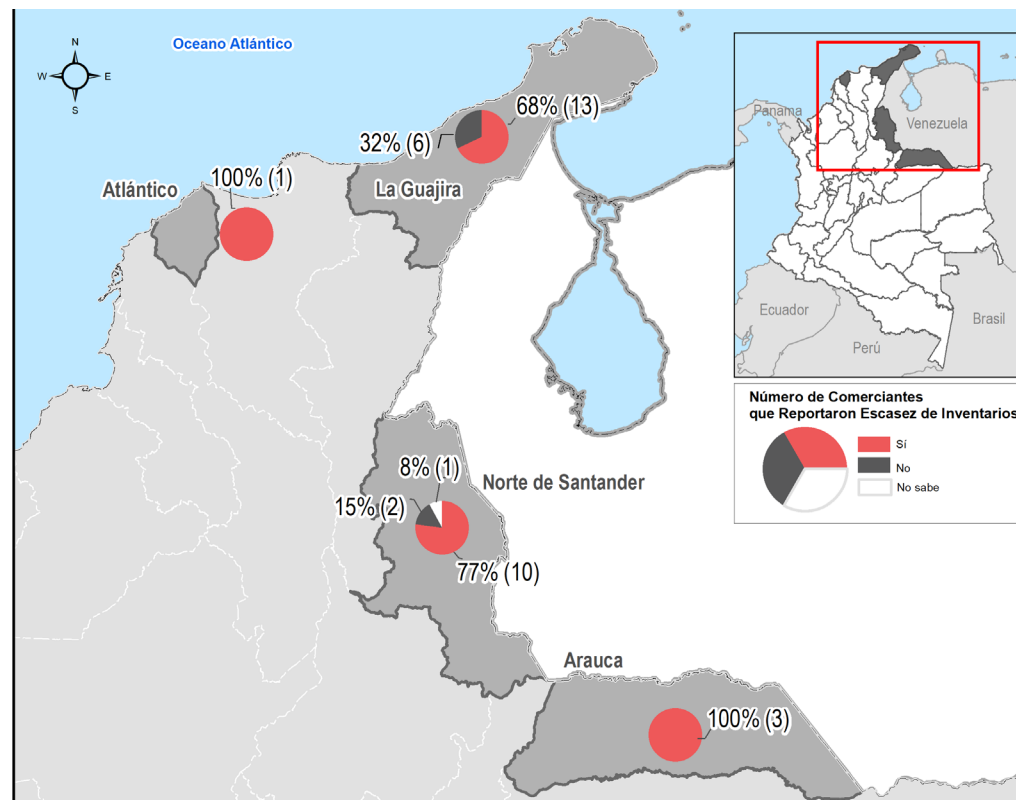 Oceano Atlántico
N
W
E
S
68% (13)
32% (6)
La Guajira
Atlántico
100% (1)
8% (1)
Norte de Santander
15% (2)
77% (10)
Arauca
100% (3)
Panama
Venezuela
Ecuador
Brasil
Perú
Número de Comerciantes
que Reportaron Escasez de Inventarios
Sí
No
No sabe